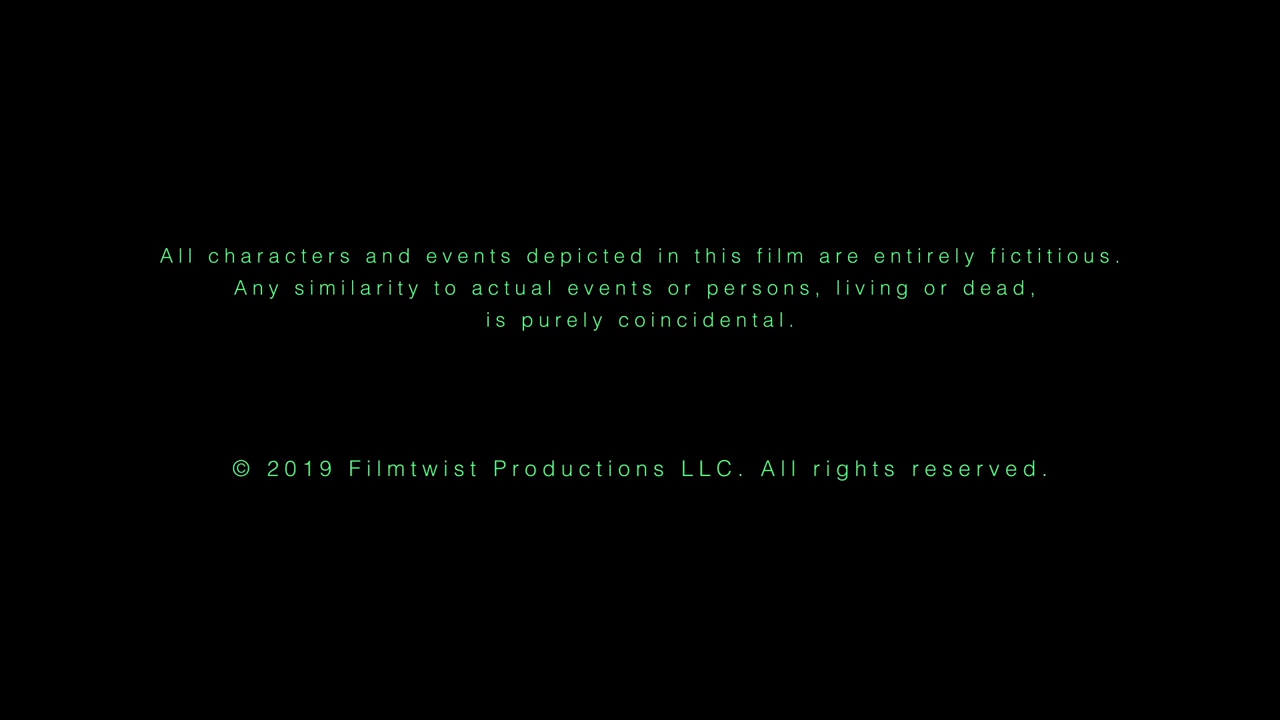 All characters and events depicted in this film are entirely fictitious.
Any similarity to actual events or persons, living or dead,
is purely coincidental.
© 2019 Filmtwist Productions LLC. All rights reserved.